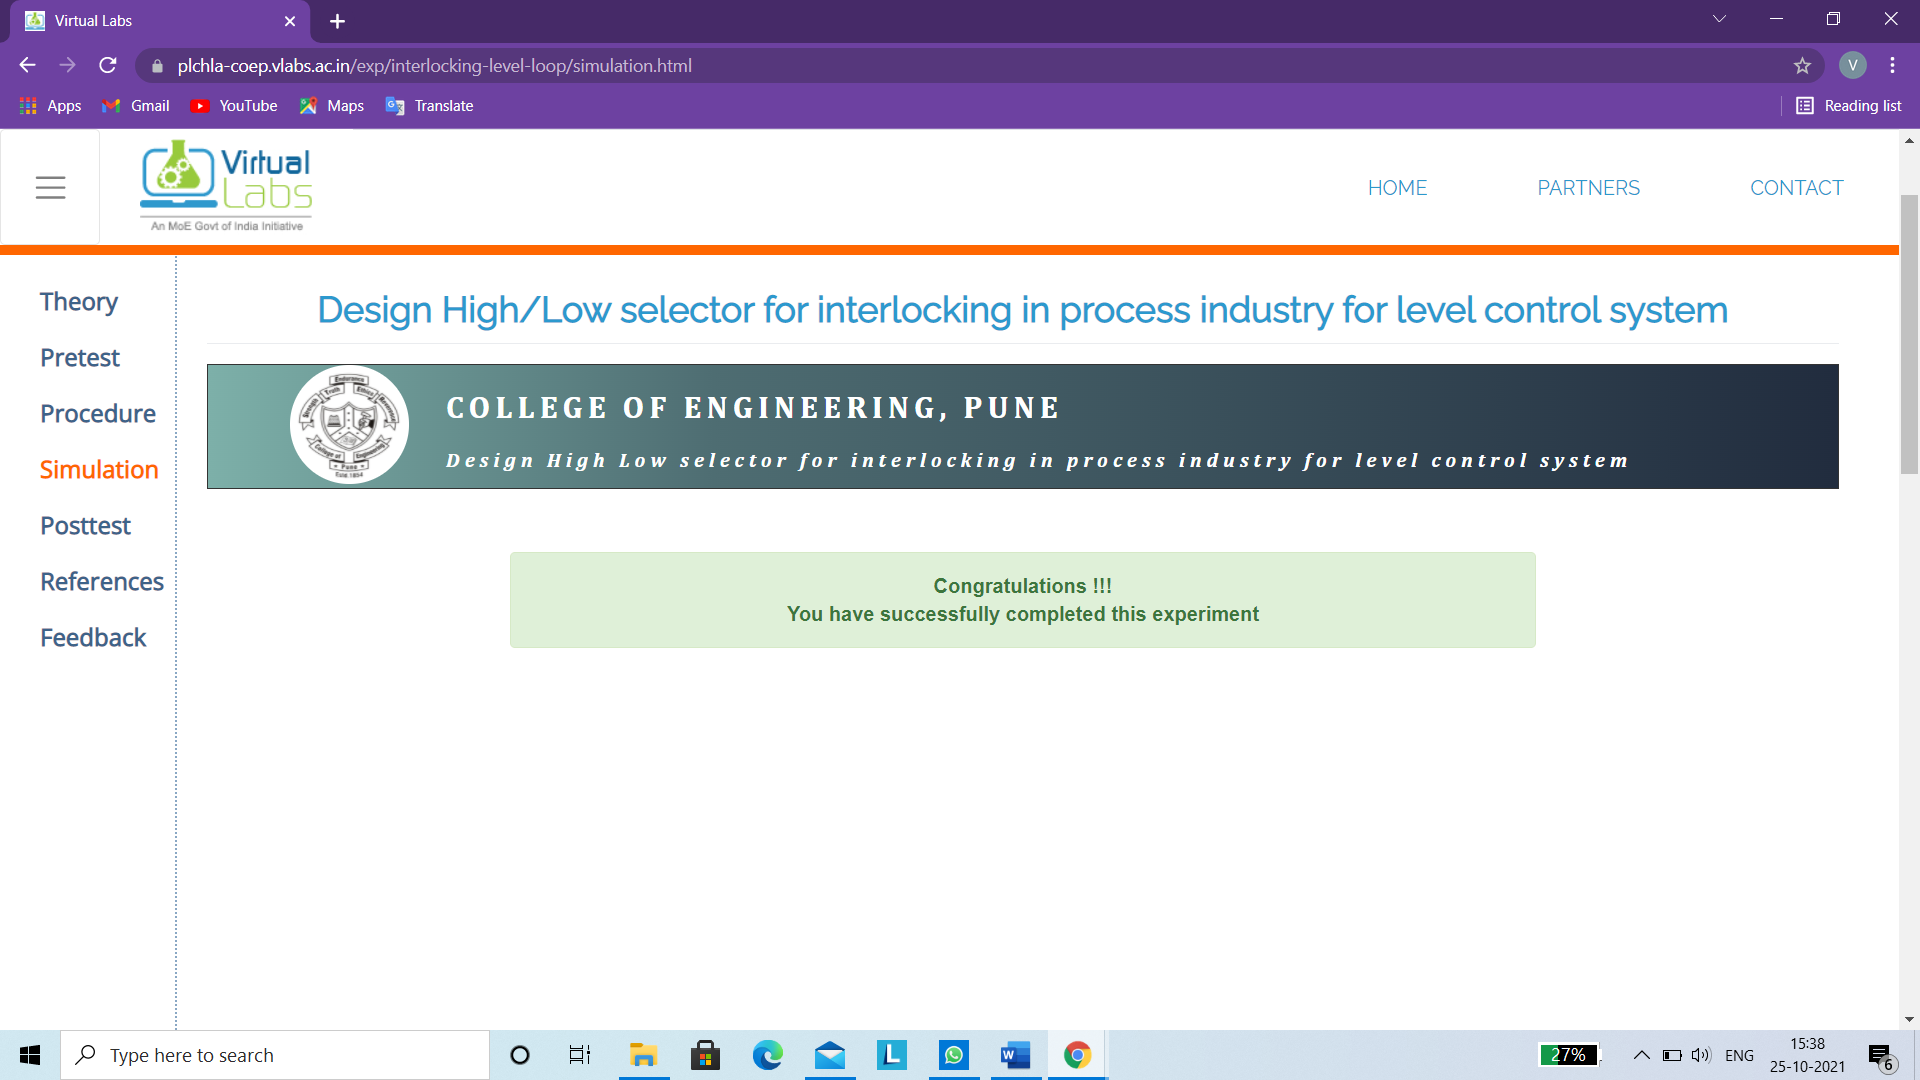 Virtual Labs
plchla-coep.vlabs.ac.in/exp/interlocking-level-loop/simulation.html
V
Apps
Gmail
YouTube
Maps
Translate
Reading list
Virtual
Labs
An MoE Govt of India Initiative
HOME
PARTNERS
CONTACT
Theory
Pretest
Procedure
Simulation
Posttest
References
Feedback
Design High/Low selector for interlocking in process industry for level control system
COLLEGE OF ENGINEERING, PUNE
Design High Low selector for interlocking in process industry for level control system
Congratulations !!!
You have successfully completed this experiment
Type here to search
27%
ENG
15:38
25-10-2021
6